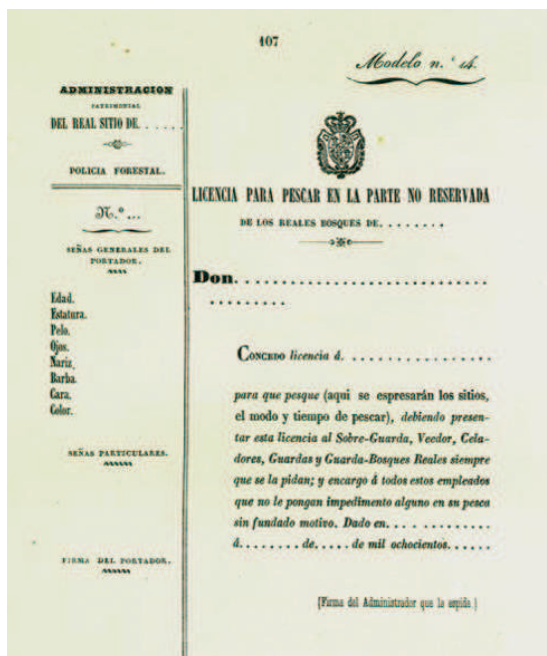 107
Modelo n.º 14.
ADMINISTRACION
PATRIMONIAL
DEL REAL SITIO DE. . . . . .
POLICIA FORESTAL.
N.º ...
SEÑAS GENERALES DEL
PORTADOR.
Edad.
Estatura.
Pelo.
Ojos.
Nariz.
Barba.
Cara.
Color.
SEÑAS PARTICULARES.
FIRMA DEL PORTADOR.
LICENCIA PARA PESCAR EN LA PARTE NO RESERVADA
DE LOS REALES BOSQUES DE. . . . . . . .
Don. . . . . . . . . . . . . . . . . . . . . . . . . . . .
. . . . . . . . .
CONCEDO licencia á. . . . . . . . . . . . . . . .
para que pesque (aqui se espresarán los sitios,
el modo y tiempo de pescar), debiendo presen-
tar esta licencia al Sobre-Guarda, Veedor, Cela-
dores, Guardas y Guarda-Bosques Reales siempre
que se la pidan; y encargo á todos estos empleados
que no le pongan impedimento alguno en su pesca
sin fundado motivo. Dado en. . . . . . . . . . . .
á. . . . . . . . de. . . . . de mil ochocientos. . . . . .
(Firma del Administrador que la espida.)